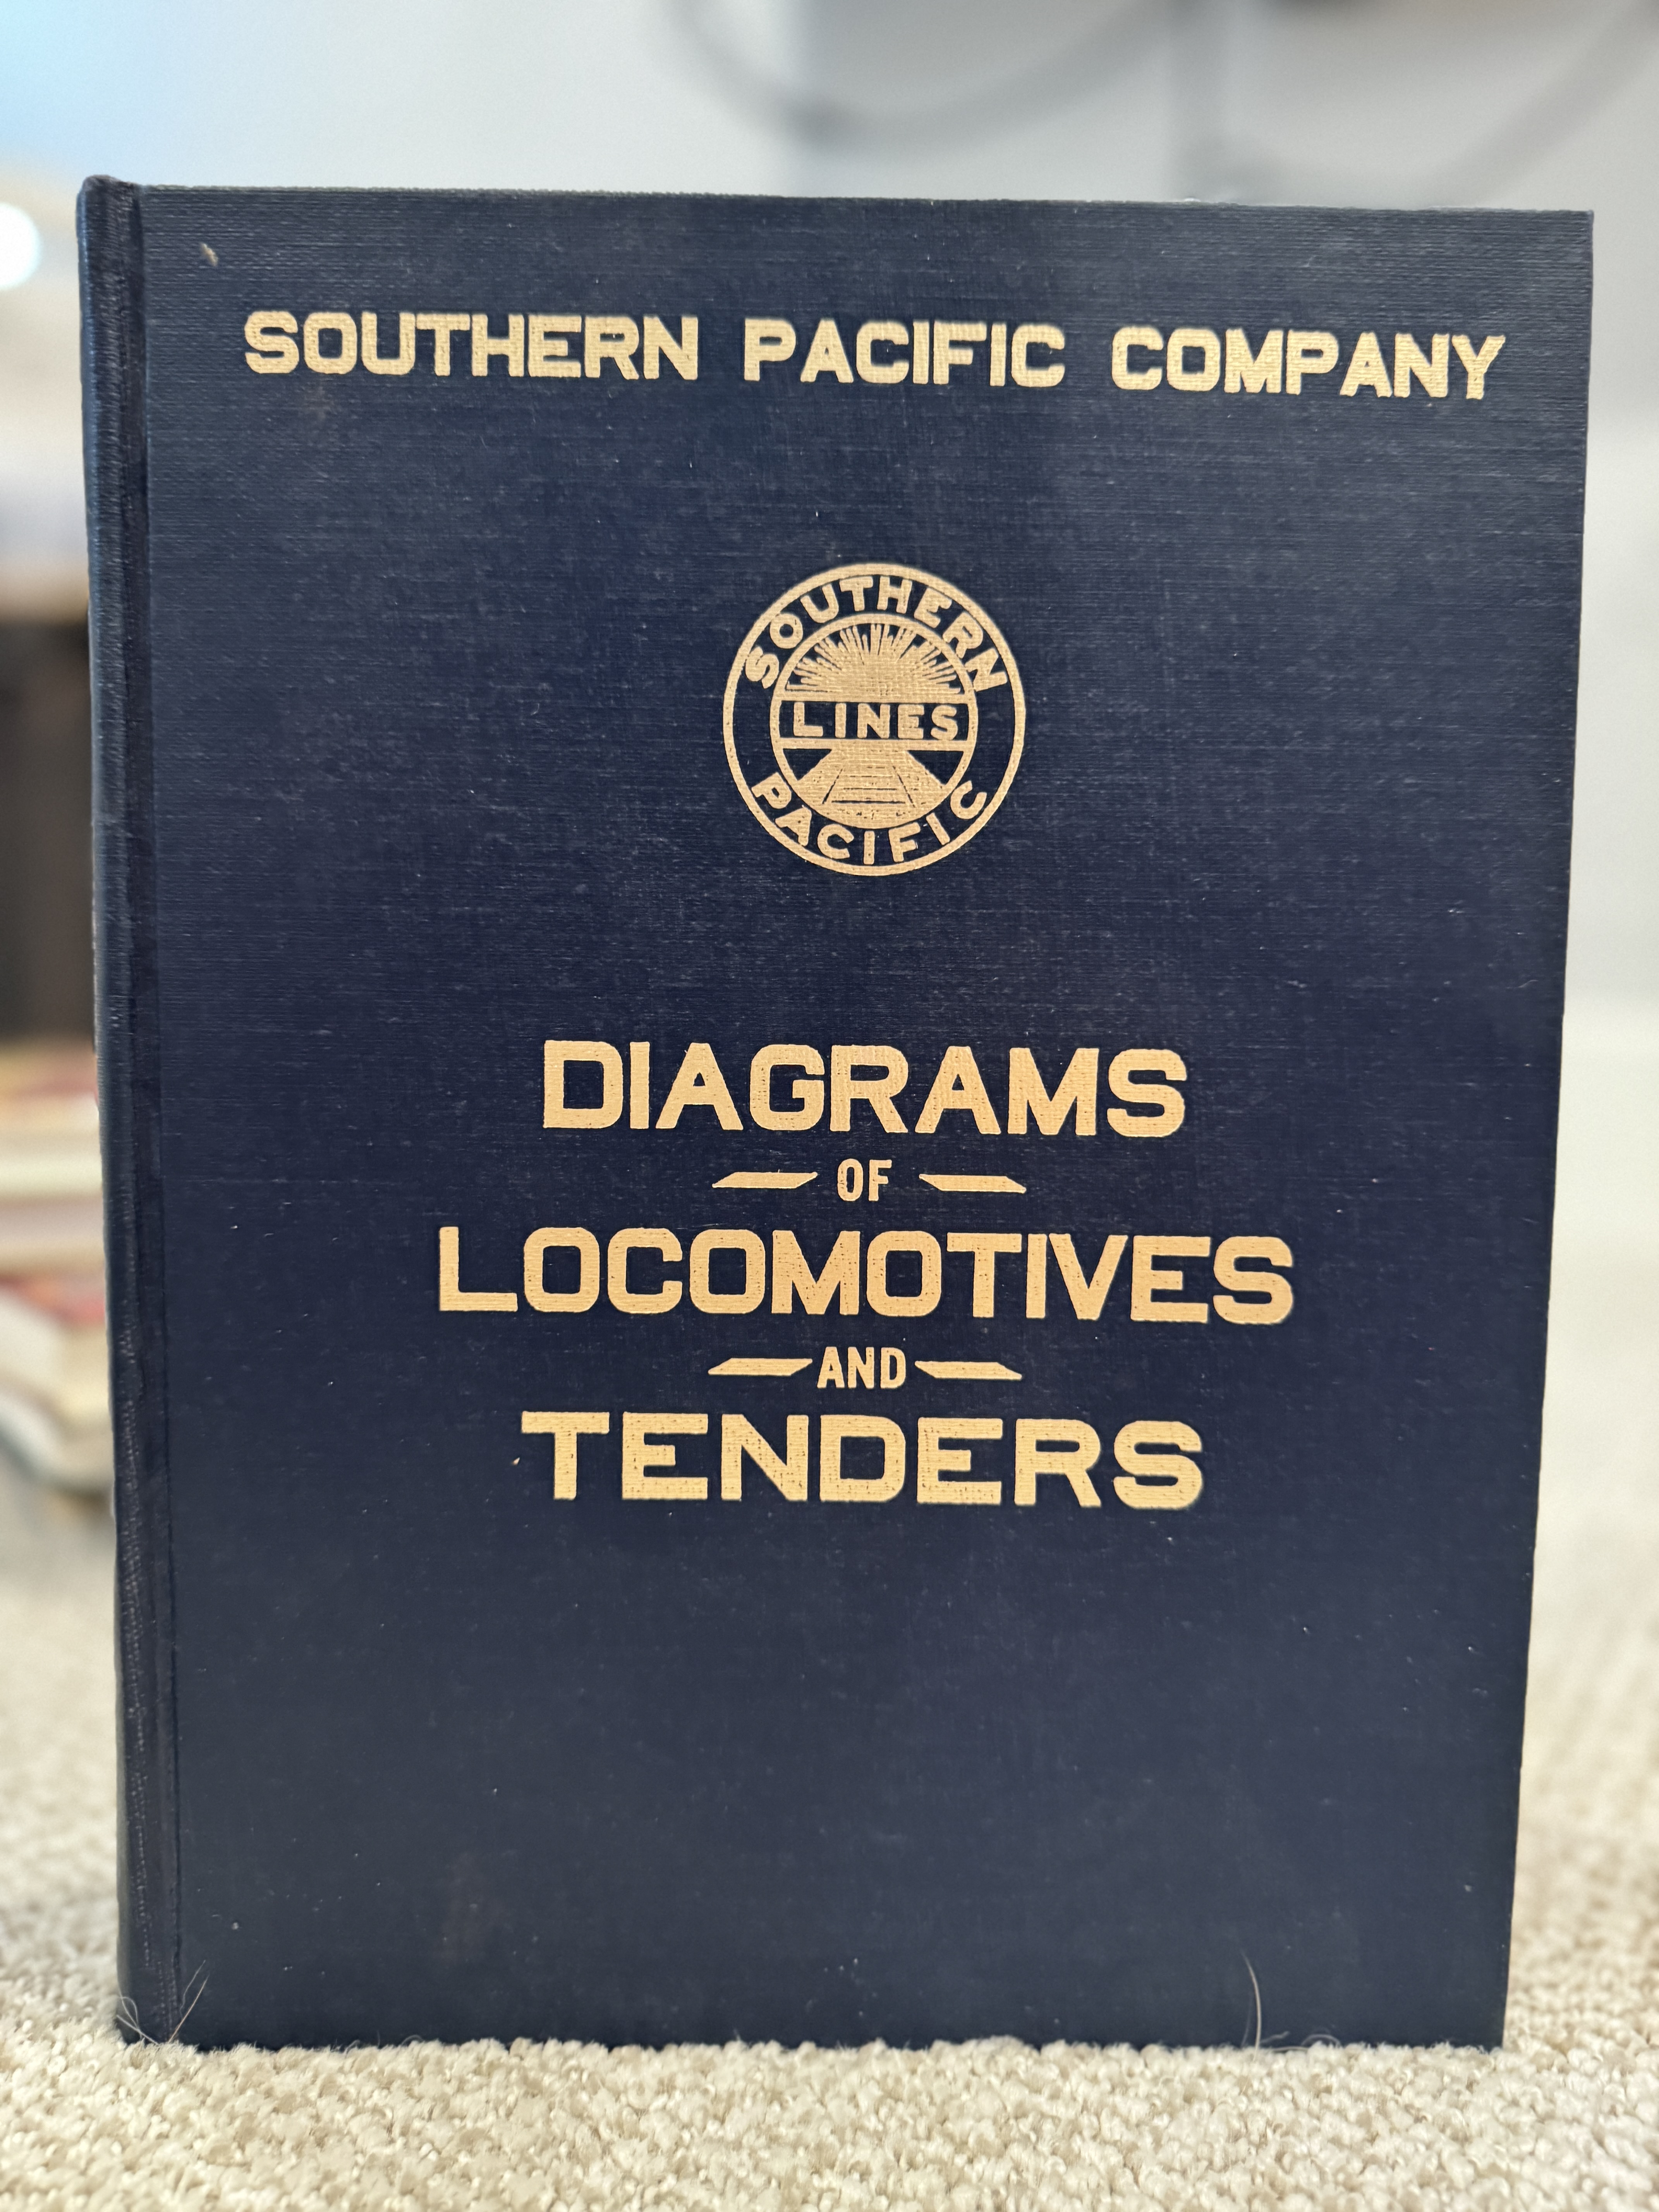 SOUTHERN PACIFIC COMPANY
SOUTHERN
LINES
PACIFIC
DIAGRAMS
OF
LOCOMOTIVES
AND
TENDERS